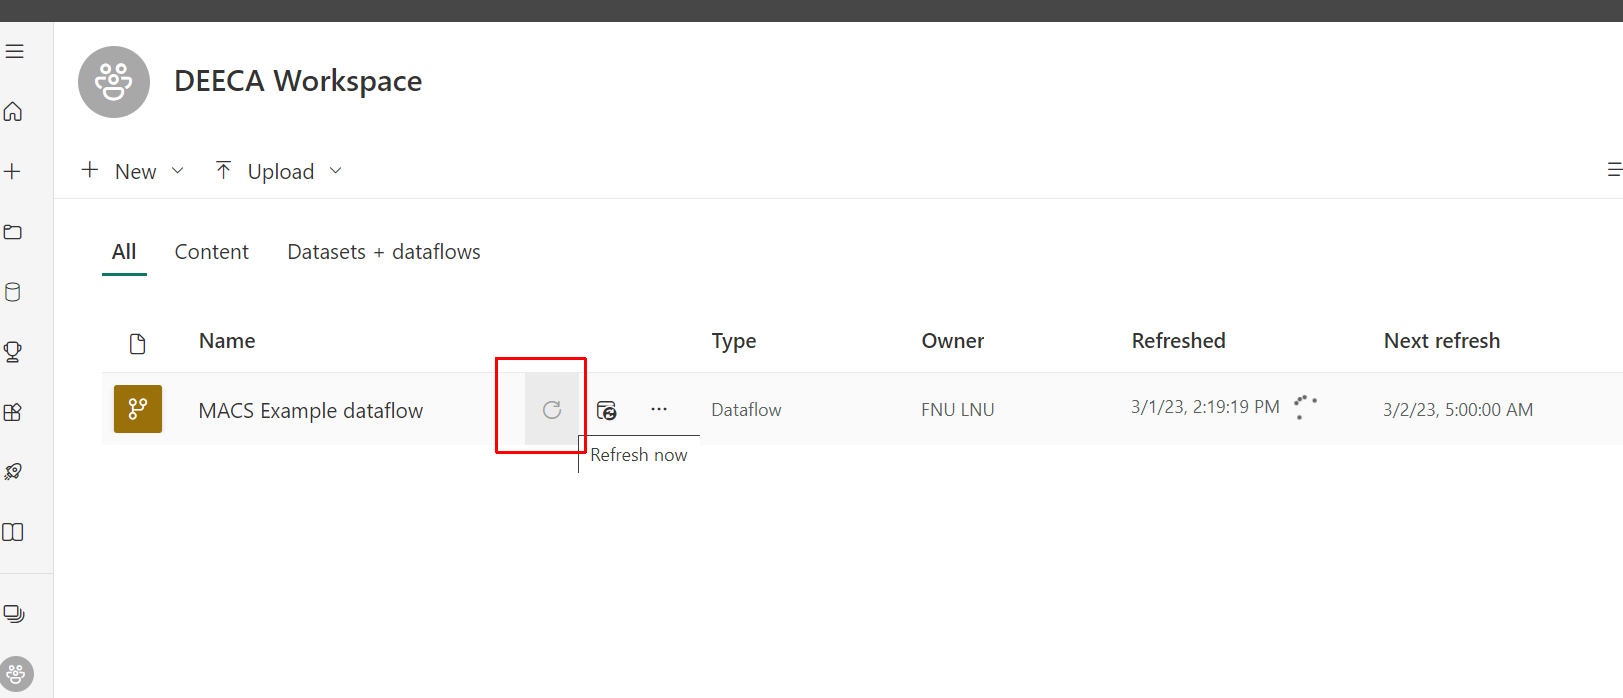 DEECA Workspace
New Upload
All Content Datasets + dataflows
Name Type Owner Refreshed Next refresh
MACS Example dataflow Dataflow FNU LNU 3/1/23, 2:19:19 PM 3/2/23, 5:00:00 AM
Refresh now